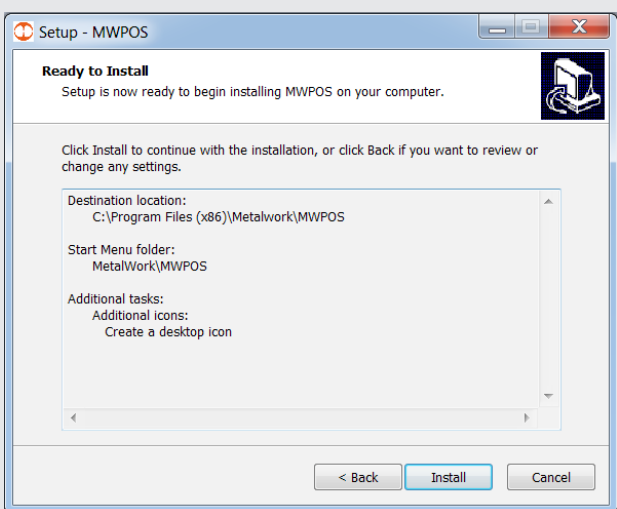 Setup - MWPOS
Ready to Install
Setup is now ready to begin installing MWPOS on your computer.
Click Install to continue with the installation, or click Back if you want to review or
change any settings.
Destination location:
C:\Program Files (x86)\Metalwork\MWPOS
Start Menu folder:
MetalWork\MWPOS
Additional tasks:
Additional icons:
Create a desktop icon
< Back Install Cancel